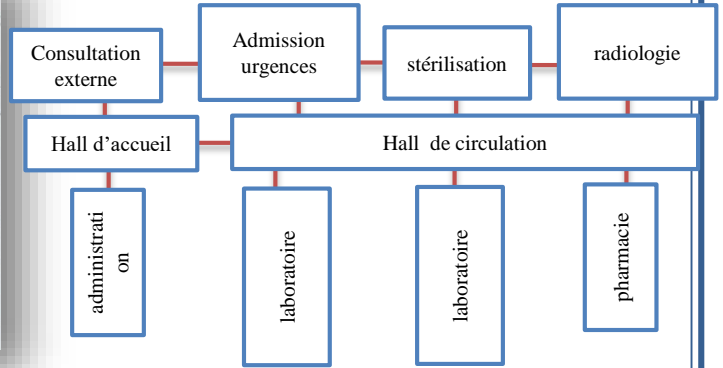 Consultation
externe
Admission
urgences
stérilisation
radiologie
Hall d’accueil
Hall de circulation
administrati
on
laboratoire
laboratoire
pharmacie